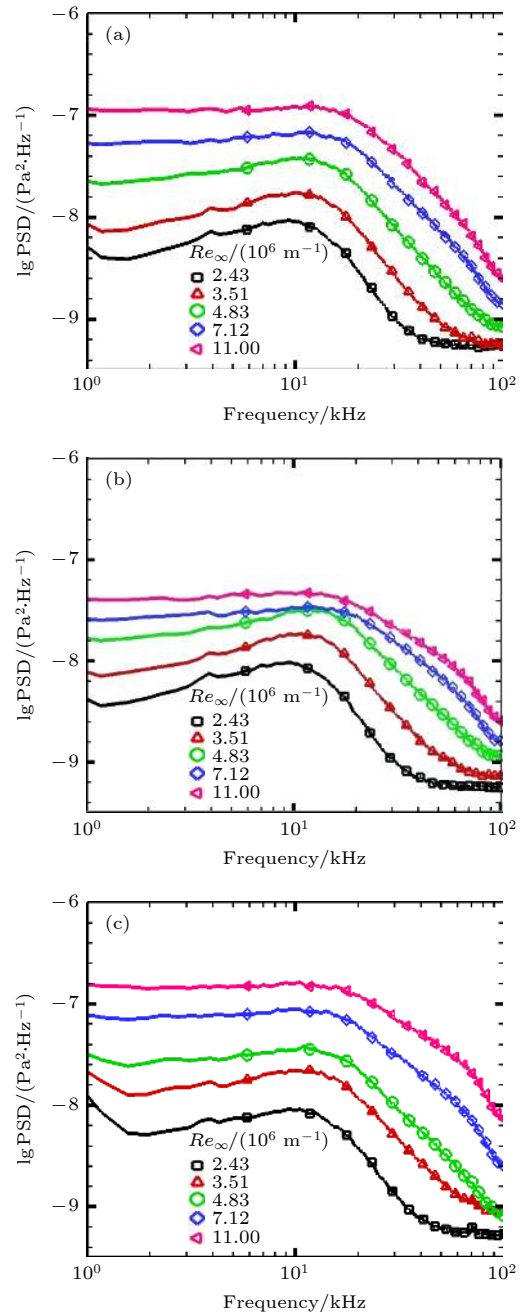 (a)
−6
−7
−8
−9
lg PSD/(Pa²·Hz⁻¹)
Re∞/(10⁶ m⁻¹)
2.43
3.51
4.83
7.12
11.00
10⁰ 10¹ 10²
Frequency/kHz
(b)
−6
−7
−8
−9
lg PSD/(Pa²·Hz⁻¹)
Re∞/(10⁶ m⁻¹)
2.43
3.51
4.83
7.12
11.00
10⁰ 10¹ 10²
Frequency/kHz
(c)
−6
−7
−8
−9
lg PSD/(Pa²·Hz⁻¹)
Re∞/(10⁶ m⁻¹)
2.43
3.51
4.83
7.12
11.00
10⁰ 10¹ 10²
Frequency/kHz